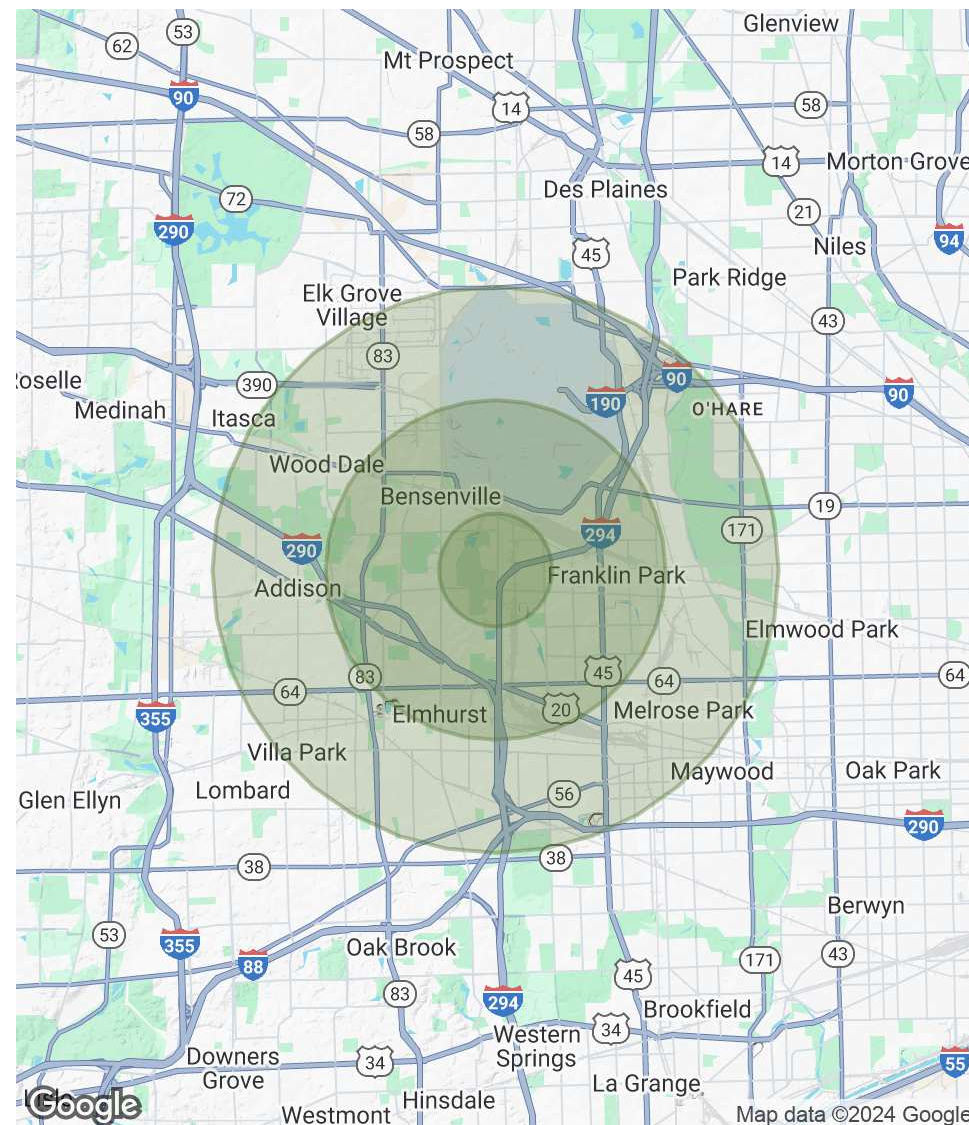 Glenview
53
62
Mt Prospect
90
14
58
58
14
Morton Grove
72
Des Plaines
21
290
94
45
Niles
Park Ridge
Elk Grove
Village
43
83
90
390
90
Roselle
190
Medinah
O'HARE
Itasca
Wood Dale
Bensenville
19
171
294
290
Franklin Park
Addison
Elmwood Park
45
83
64
64
64
20
Melrose Park
Elmhurst
355
Villa Park
Maywood
Oak Park
Lombard
56
Glen Ellyn
290
38
38
Berwyn
53
355
Oak Brook
43
171
88
45
83
294
Brookfield
34
Western
Springs
34
Downers
Grove
55
La Grange
Lisle
Google
Hinsdale
Westmont
Map data ©2024 Google